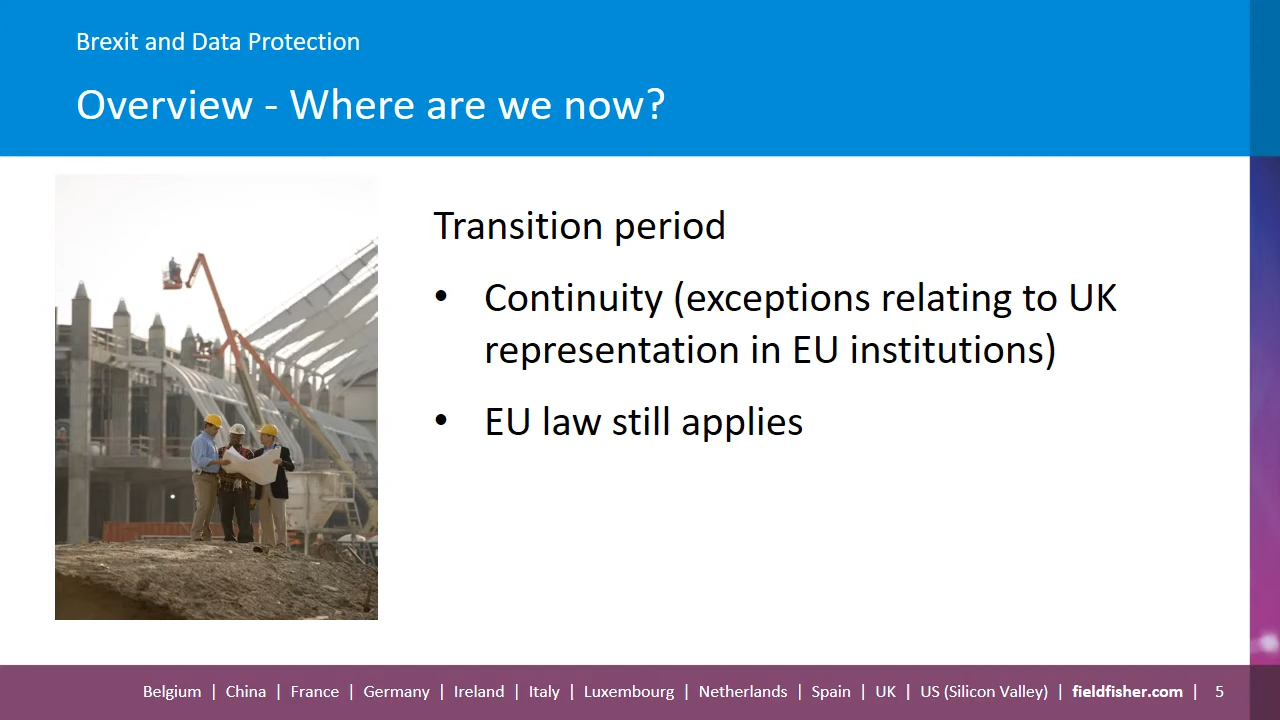 Brexit and Data Protection
Overview - Where are we now?
Transition period
• Continuity (exceptions relating to UK
representation in EU institutions)
• EU law still applies
Belgium | China | France | Germany | Ireland | Italy | Luxembourg | Netherlands | Spain | UK | US (Silicon Valley) | fieldfisher.com | 5